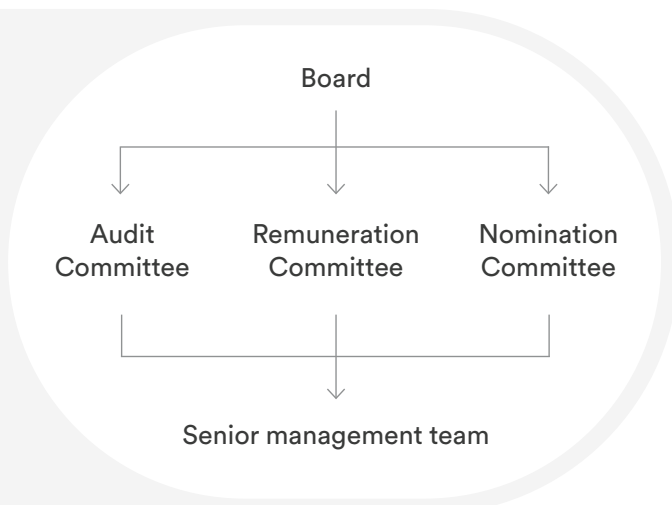 Board
Audit
Committee
Remuneration
Committee
Nomination
Committee
Senior management team